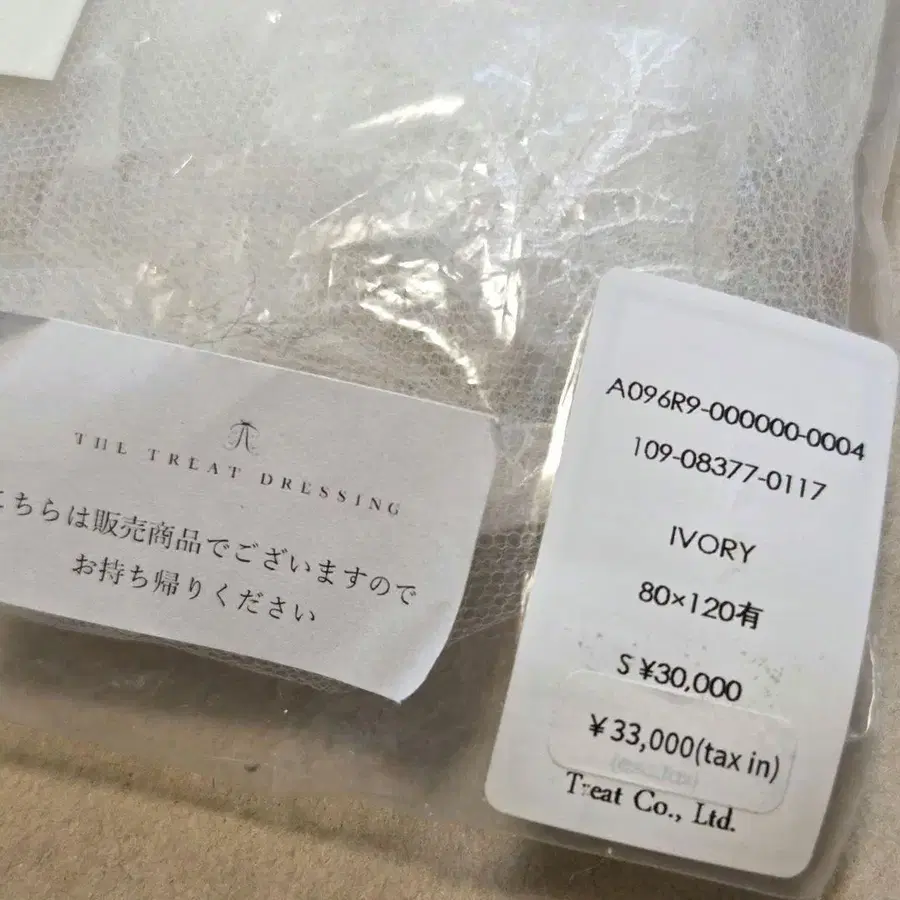 THE TREAT DRESSING
こちらは販売商品でございますので
お持ち帰りください
A096R9-000000-0004
109-08377-0117
IVORY
80×120有
S ¥30,000
¥33,000(tax in)
Treat Co., Ltd.